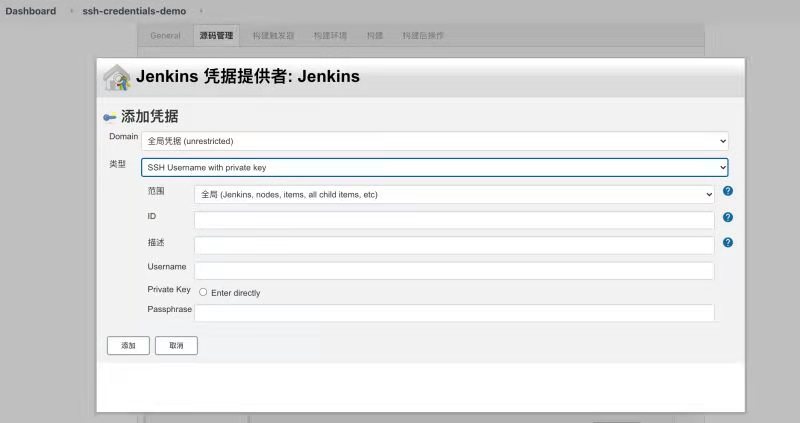 Dashboard ssh-credentials-demo
General 源码管理 构建触发器 构建环境 构建 构建后操作
Jenkins 凭据提供者: Jenkins
添加凭据
Domain 全局凭据 (unrestricted)
类型 SSH Username with private key
范围 全局 (Jenkins, nodes, items, all child items, etc)
ID
描述
Username
Private Key Enter directly
Passphrase
添加 取消